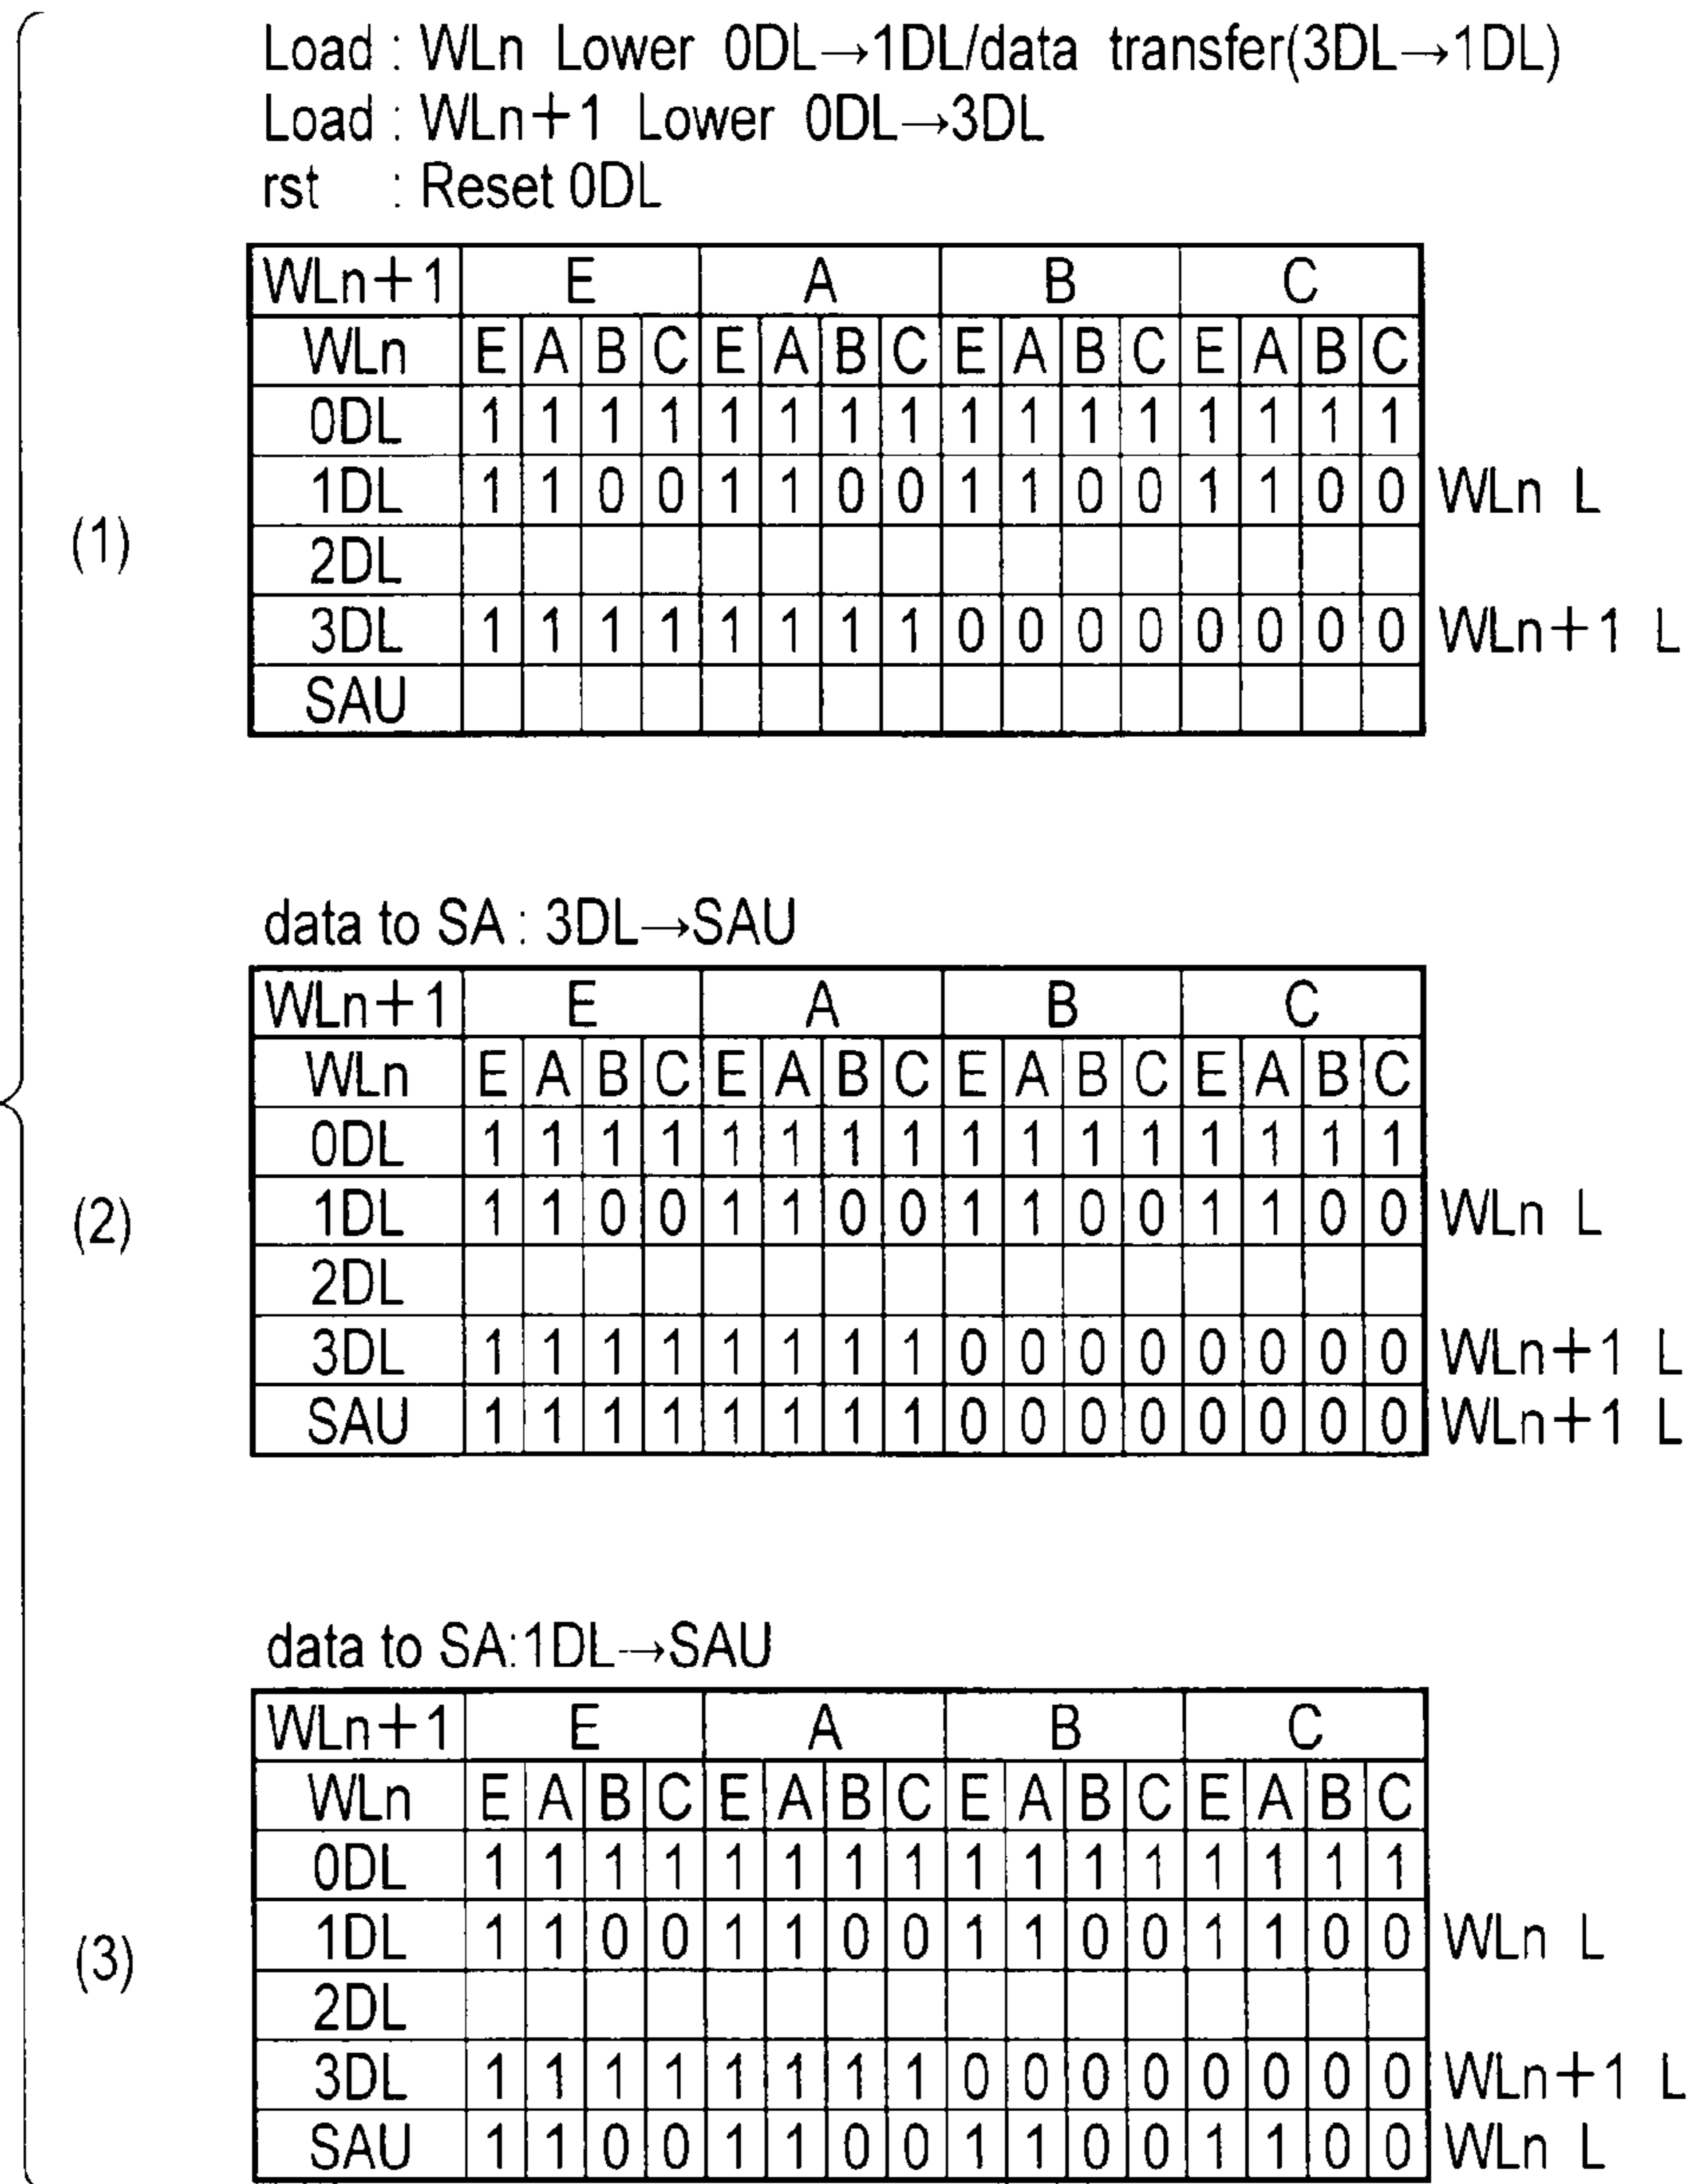 Load : WLn Lower 0DL→1DL/data transfer(3DL→1DL)
Load : WLn+1 Lower 0DL→3DL
rst : Reset 0DL
(1)
WLn+1 E A B C
WLn E A B C E A B C E A B C E A B C
0DL 1 1 1 1 1 1 1 1 1 1 1 1 1 1 1 1
1DL 1 1 0 0 1 1 0 0 1 1 0 0 1 1 0 0 WLn L
2DL
3DL 1 1 1 1 1 1 1 1 0 0 0 0 0 0 0 0 WLn+1 L
SAU
data to SA : 3DL→SAU
(2)
WLn+1 E A B C
WLn E A B C E A B C E A B C E A B C
0DL 1 1 1 1 1 1 1 1 1 1 1 1 1 1 1 1
1DL 1 1 0 0 1 1 0 0 1 1 0 0 1 1 0 0 WLn L
2DL
3DL 1 1 1 1 1 1 1 1 0 0 0 0 0 0 0 0 WLn+1 L
SAU 1 1 1 1 1 1 1 1 0 0 0 0 0 0 0 0 WLn+1 L
data to SA:1DL→SAU
(3)
WLn+1 E A B C
WLn E A B C E A B C E A B C E A B C
0DL 1 1 1 1 1 1 1 1 1 1 1 1 1 1 1 1
1DL 1 1 0 0 1 1 0 0 1 1 0 0 1 1 0 0 WLn L
2DL
3DL 1 1 1 1 1 1 1 1 0 0 0 0 0 0 0 0 WLn+1 L
SAU 1 1 0 0 1 1 0 0 1 1 0 0 1 1 0 0 WLn L